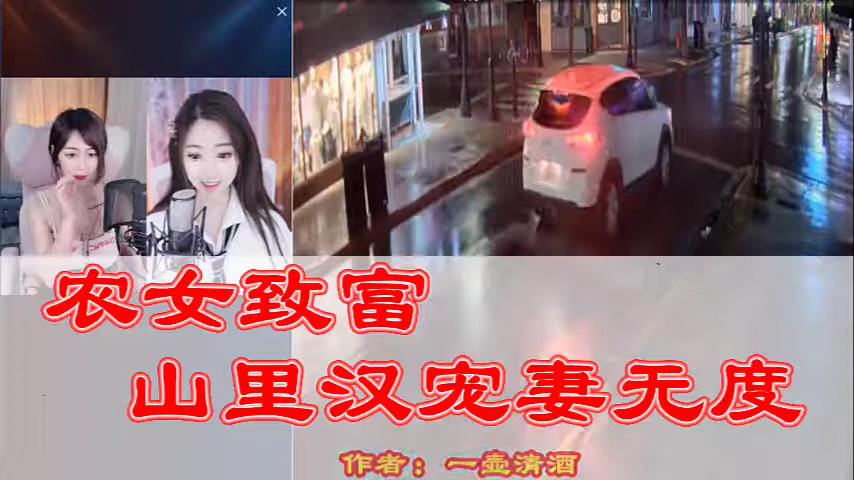 农女致富
山里汉宠妻无度
作者：一壶清酒